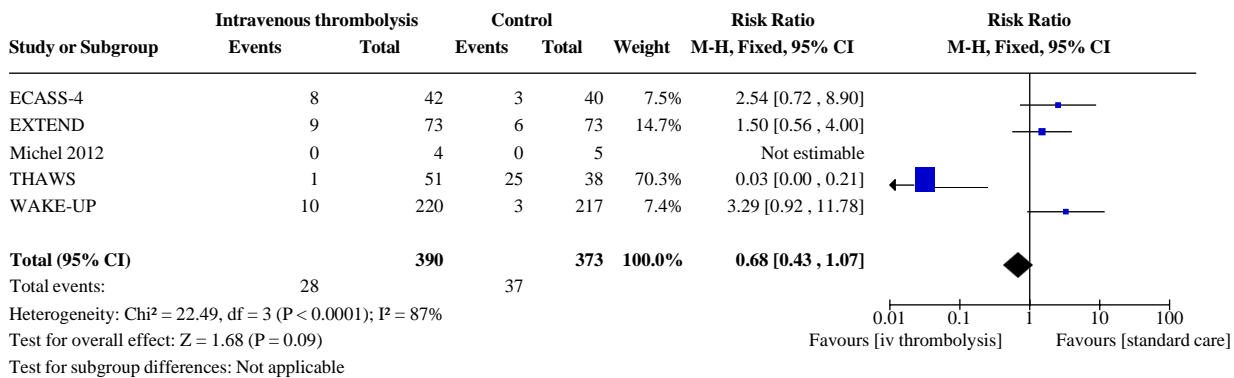 Intravenous thrombolysis Control Risk Ratio Risk Ratio
Study or Subgroup Events Total Events Total Weight M-H, Fixed, 95% CI M-H, Fixed, 95% CI
ECASS-4 8 42 3 40 7.5% 2.54 [0.72 , 8.90]
EXTEND 9 73 6 73 14.7% 1.50 [0.56 , 4.00]
Michel 2012 0 4 0 5 Not estimable
THAWS 1 51 25 38 70.3% 0.03 [0.00 , 0.21]
WAKE-UP 10 220 3 217 7.4% 3.29 [0.92 , 11.78]
Total (95% CI) 390 373 100.0% 0.68 [0.43 , 1.07]
Total events: 28 37
Heterogeneity: Chi² = 22.49, df = 3 (P < 0.0001); I² = 87%
0.01 0.1 1 10 100
Test for overall effect: Z = 1.68 (P = 0.09) Favours [iv thrombolysis] Favours [standard care]
Test for subgroup differences: Not applicable